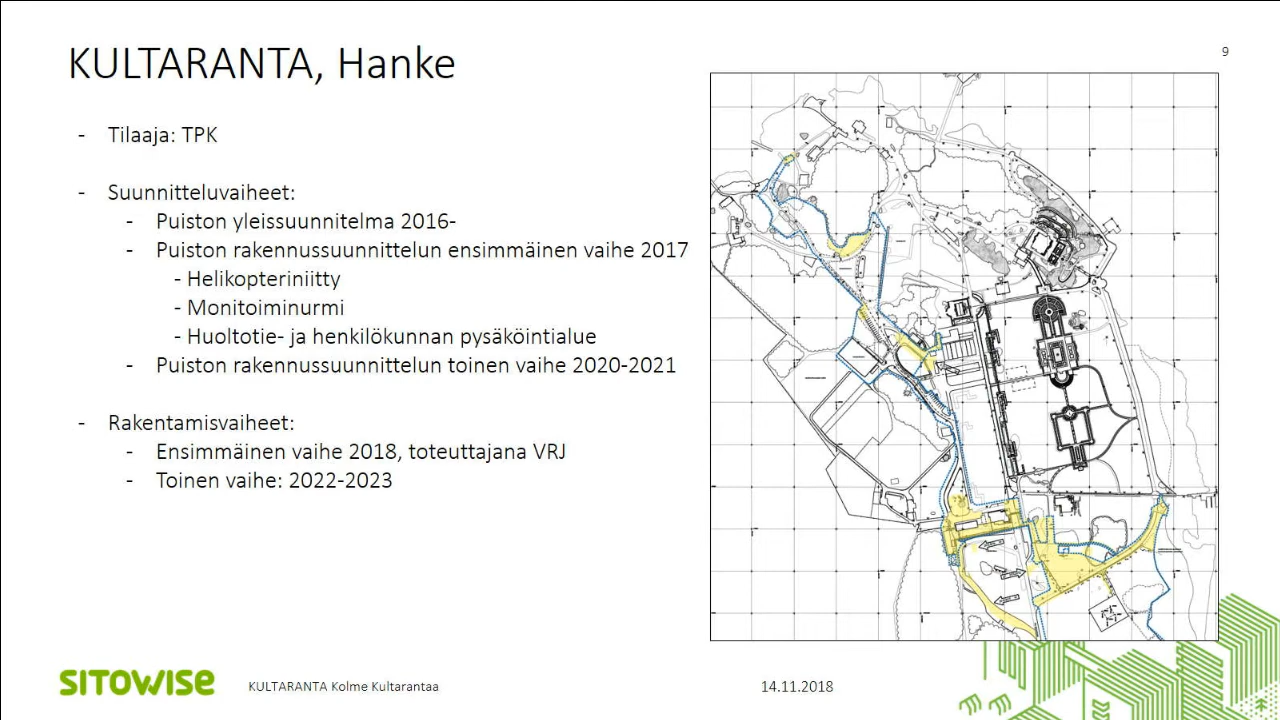 KULTARANTA, Hanke
9
- Tilaaja: TPK
- Suunnitteluvaiheet:
- Puiston yleissuunnitelma 2016-
- Puiston rakennussuunnittelun ensimmäinen vaihe 2017
- Helikopteriniitty
- Monitoiminurmi
- Huoltotie- ja henkilökunnan pysäköintialue
- Puiston rakennussuunnittelun toinen vaihe 2020-2021
- Rakentamisvaiheet:
- Ensimmäinen vaihe 2018, toteuttajana VRJ
- Toinen vaihe: 2022-2023
SITOWISE
KULTARANTA Kolme Kultarantaa
14.11.2018